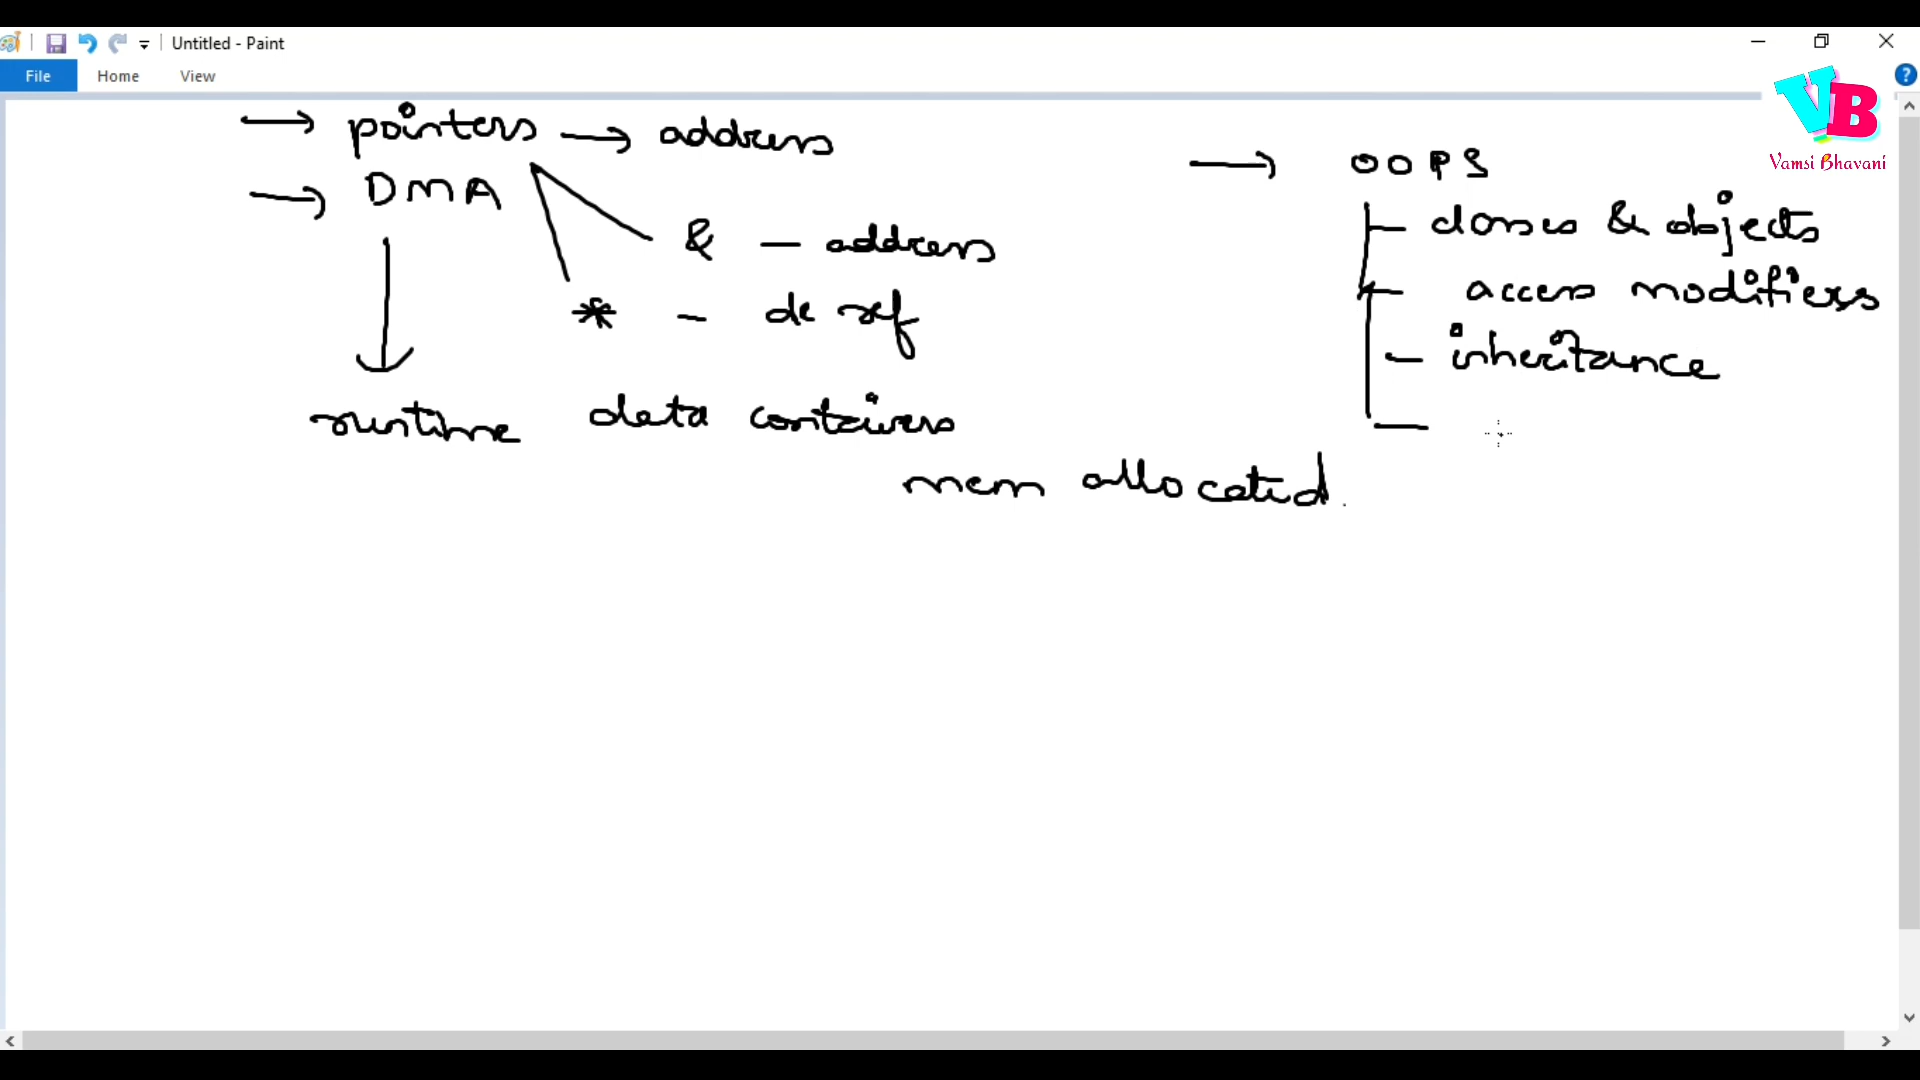 Untitled - Paint
File Home View
VB
Vamsi Bhavani
→ pointers → address
→ DMA
& - address
* - de ref
runtime data containers
mem allocated.
→ OOPS
- classes & objects
- access modifiers
- inheritance
-